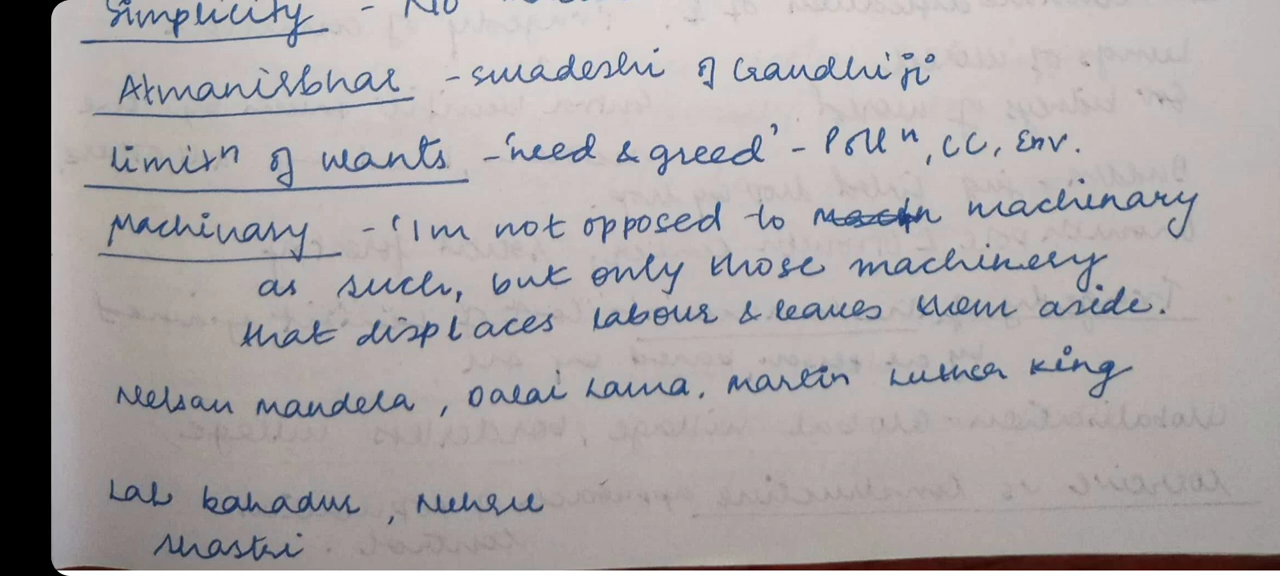 Simplicity - No
Atmanirbhar - Swadeshi of Gandhiji
limitn of wants - 'need & greed' - Polln, CC, Env.
Machinary - 'Im not opposed to machinary
as such, but only those machinery
that displaces labour & leaves them aside.
Nelson mandela, Dalai Lama. Martin Luther King
Lal bahadur, Nehru
Shastri